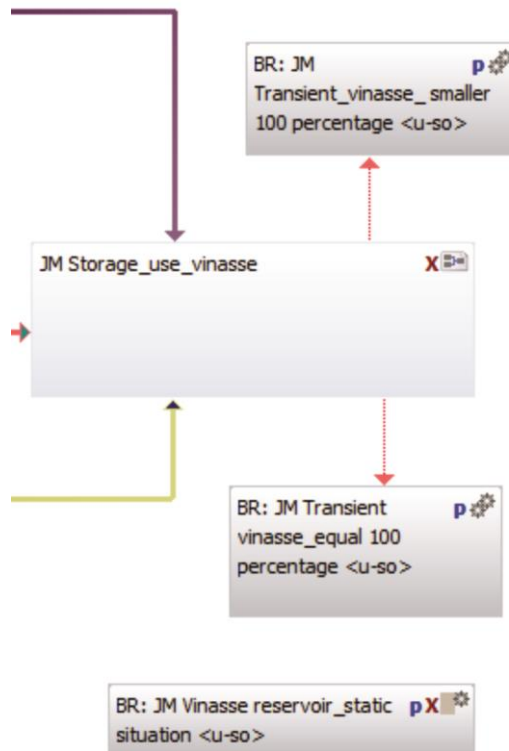 BR: JM p
Transient_vinasse_ smaller
100 percentage <u-so>
JM Storage_use_vinasse X
BR: JM Transient p
vinasse_equal 100
percentage <u-so>
BR: JM Vinasse reservoir_static pX
situation <u-so>